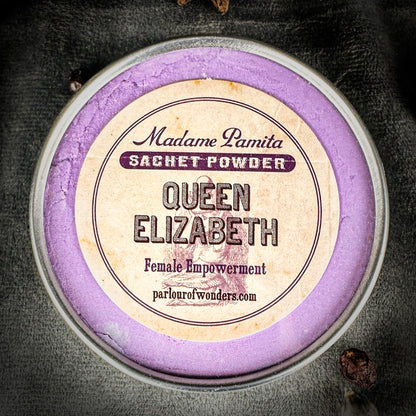 Madame Pamita
SACHET POWDER
QUEEN
ELIZABETH
Female Empowerment
parlourofwonders.com